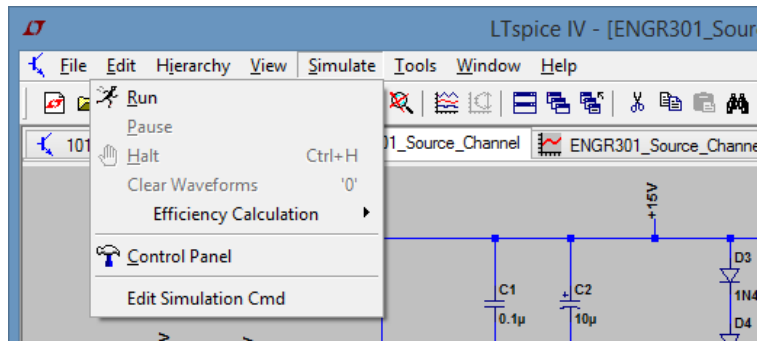 LTspice IV - [ENGR301_Sour
File Edit Hierarchy View Simulate Tools Window Help
Run
Pause
Halt Ctrl+H
Clear Waveforms '0'
Efficiency Calculation
Control Panel
Edit Simulation Cmd
101
01_Source_Channel
ENGR301_Source_Channe
+15V
C1
0.1µ
C2
10µ
D3
1N4
D4